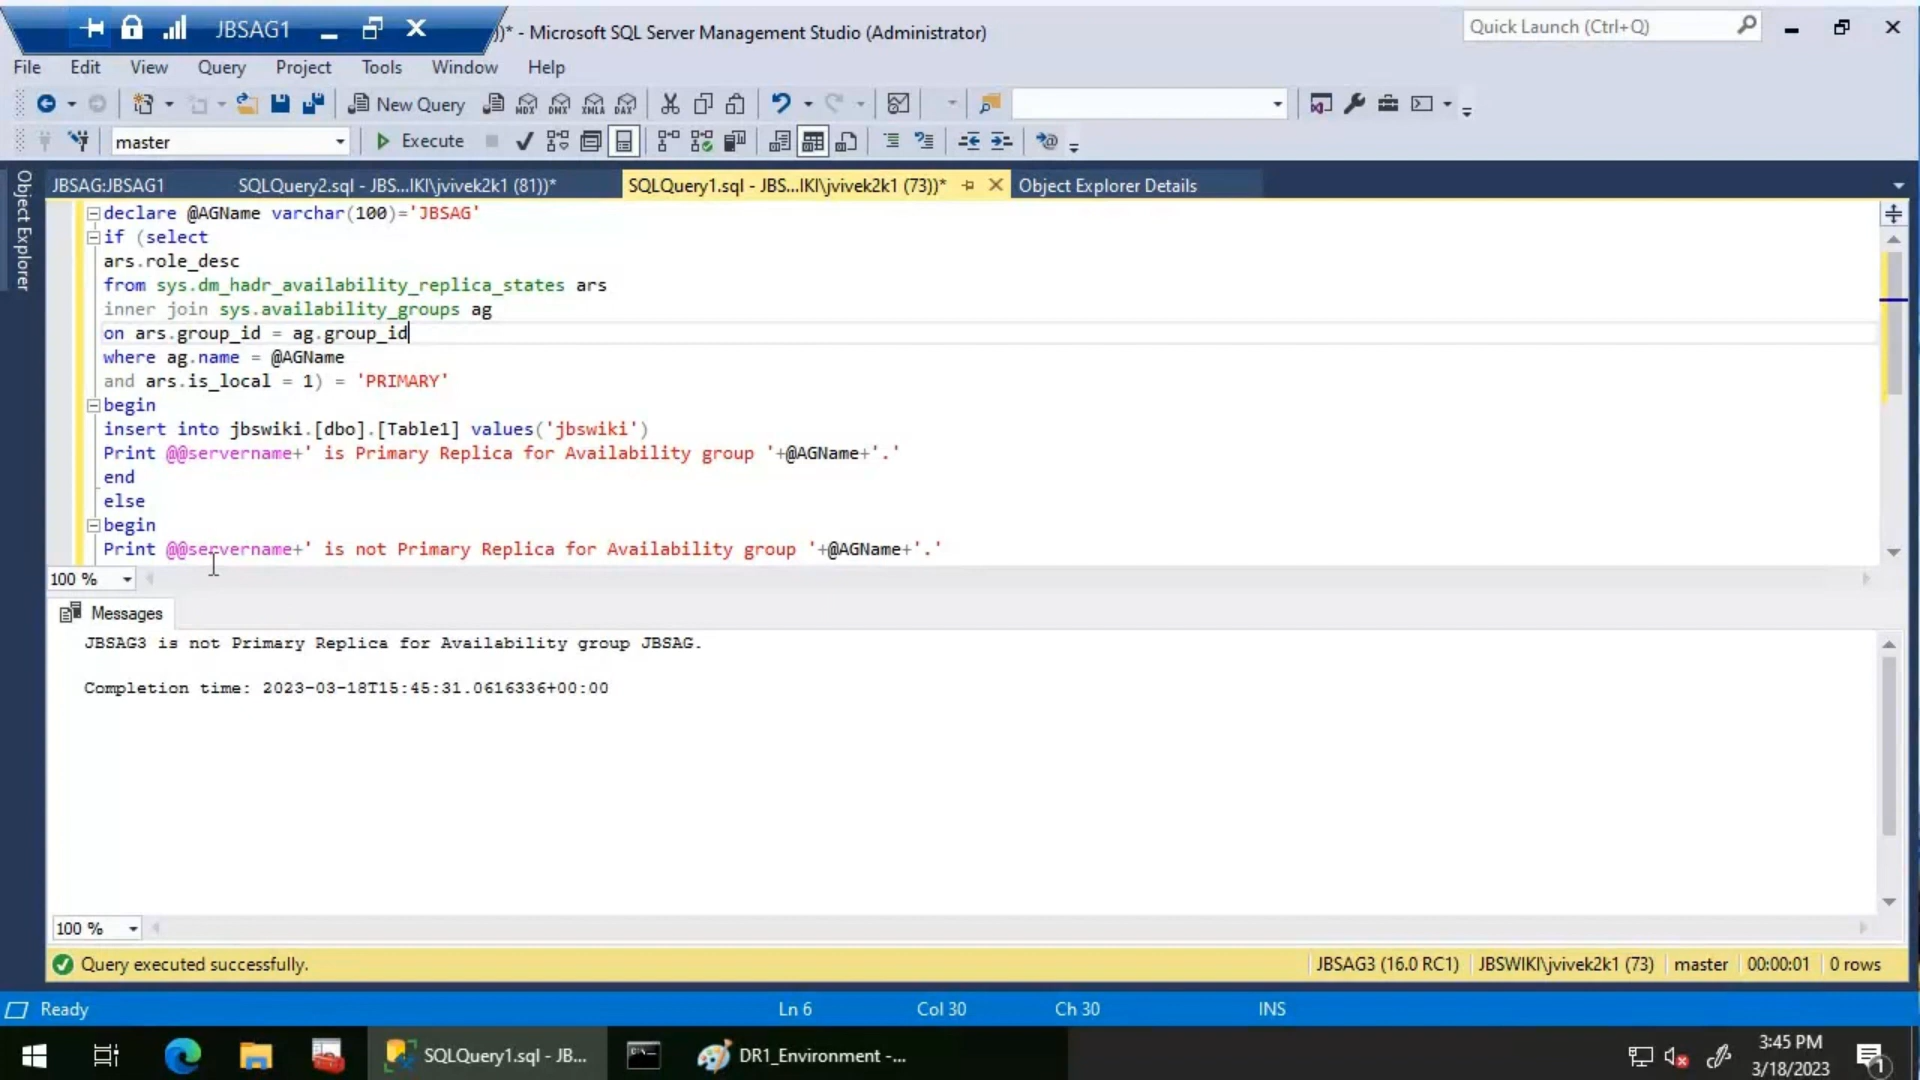 JBSAG1
)* - Microsoft SQL Server Management Studio (Administrator)
Quick Launch (Ctrl+Q)
File Edit View Query Project Tools Window Help
New Query
MDX DMX XMLA DAX
master Execute
Object Explorer
JBSAG:JBSAG1 SQLQuery2.sql - JBS...IKI\jvivek2k1 (81))* SQLQuery1.sql - JBS...IKI\jvivek2k1 (73))* Object Explorer Details
declare @AGName varchar(100)='JBSAG'
if (select
ars.role_desc
from sys.dm_hadr_availability_replica_states ars
inner join sys.availability_groups ag
on ars.group_id = ag.group_id
where ag.name = @AGName
and ars.is_local = 1) = 'PRIMARY'
begin
insert into jbswiki.[dbo].[Table1] values('jbswiki')
Print @@servername+' is Primary Replica for Availability group '+@AGName+'.'
end
else
begin
Print @@servername+' is not Primary Replica for Availability group '+@AGName+'.'
100 %
Messages
JBSAG3 is not Primary Replica for Availability group JBSAG.
Completion time: 2023-03-18T15:45:31.0616336+00:00
100 %
Query executed successfully. JBSAG3 (16.0 RC1) JBSWIKI\jvivek2k1 (73) master 00:00:01 0 rows
Ready Ln 6 Col 30 Ch 30 INS
SQLQuery1.sql - JB... DR1_Environment -...
3:45 PM
3/18/2023
1